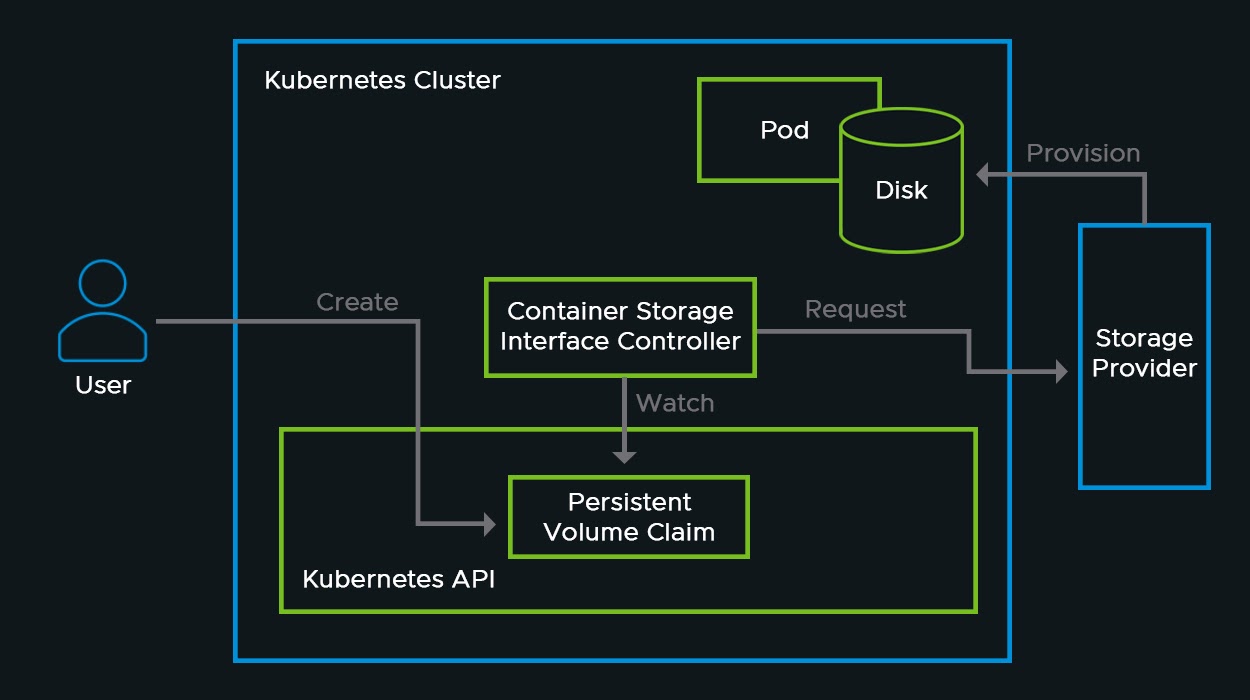 Kubernetes Cluster
Pod
Disk
Provision
Create
User
Container Storage
Interface Controller
Request
Storage
Provider
Watch
Persistent
Volume Claim
Kubernetes API